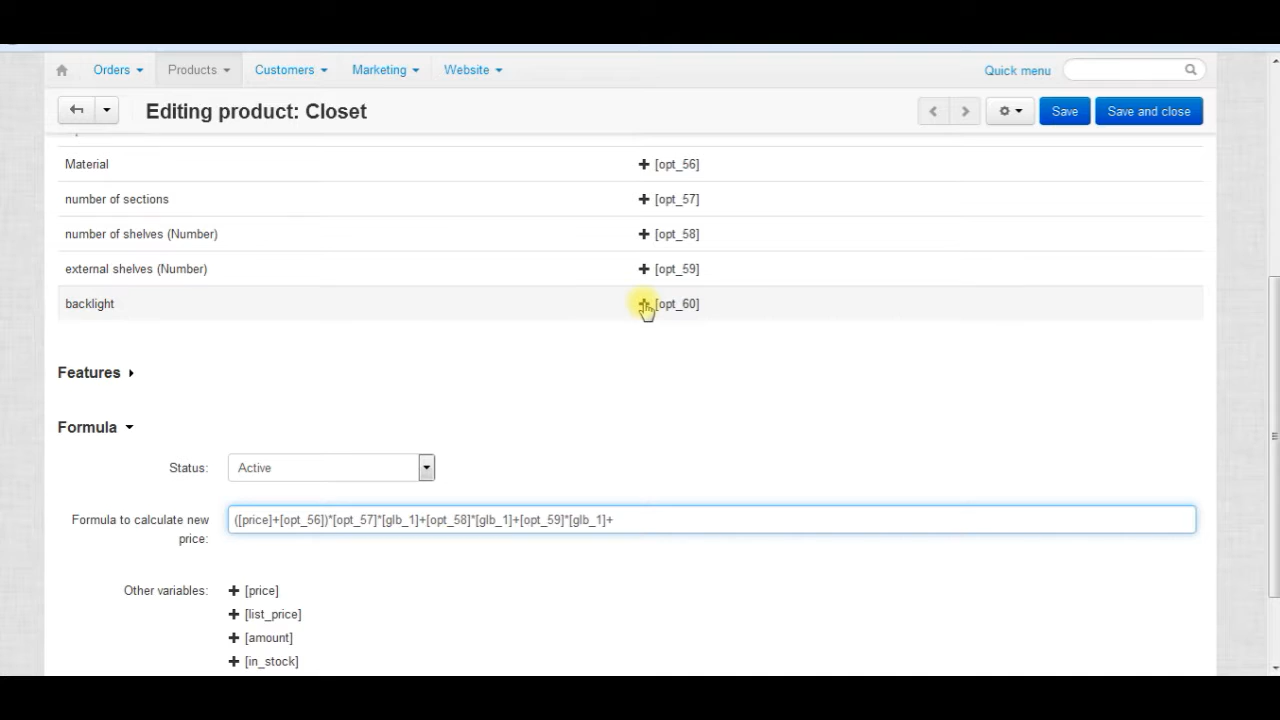 Orders Products Customers Marketing Website Quick menu
Editing product: Closet Save Save and close
Material [opt_56]
number of sections [opt_57]
number of shelves (Number) [opt_58]
external shelves (Number) [opt_59]
backlight [opt_60]
Features
Formula
Status: Active
Formula to calculate new price: ([price]+[opt_56])*[opt_57]*[glb_1]+[opt_58]*[glb_1]+[opt_59]*[glb_1]+
Other variables: [price]
[list_price]
[amount]
[in_stock]